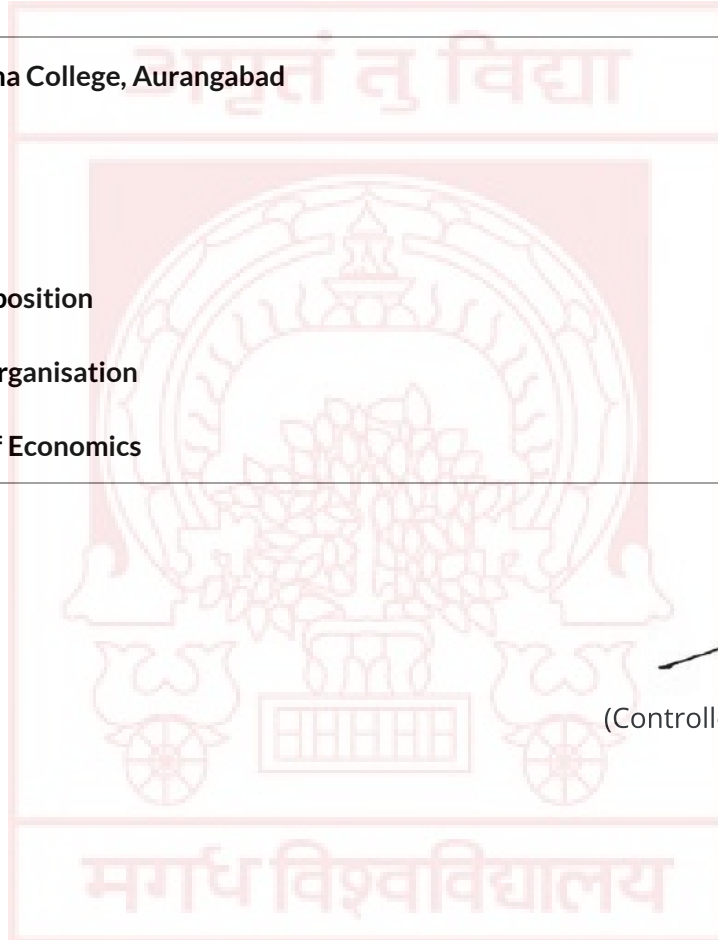 अमृतं तु विद्या
na College, Aurangabad
position
rganisation
f Economics
(Controll
मगध विश्वविद्यालय